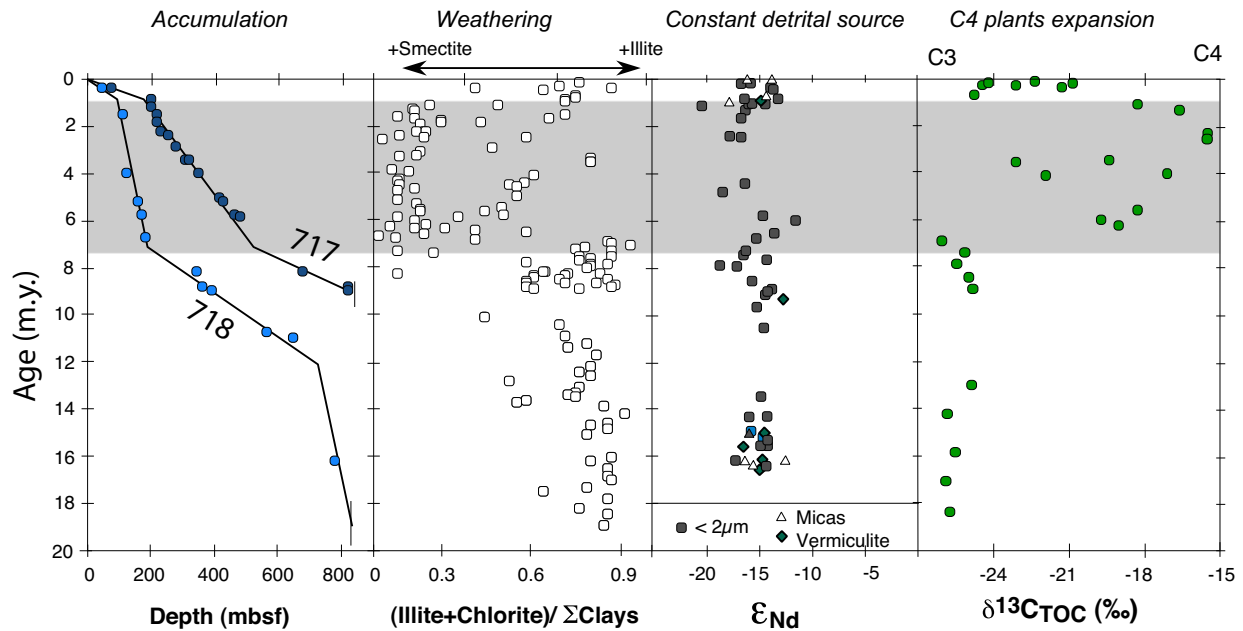 Accumulation
Weathering
Constant detrital source
C4 plants expansion
+Smectite
+Illite
C3
C4
0
2
4
6
8
10
12
14
16
18
20
Age (m.y.)
717
718
0 200 400 600 800
0 0.3 0.6 0.9
-20 -15 -10 -5
-24 -21 -18 -15
< 2µm
Micas
Vermiculite
Depth (mbsf)
(Illite+Chlorite)/ ΣClays
εNd
δ13CTOC (‰)